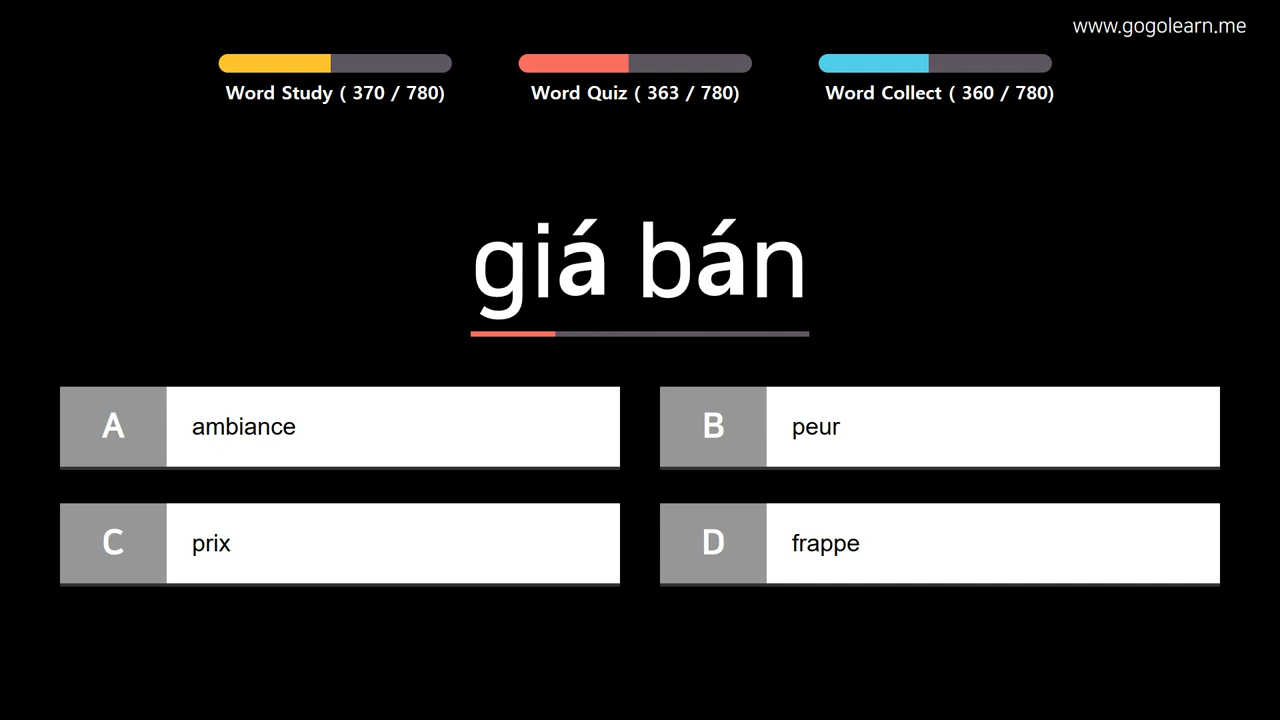 www.gogolearn.me
Word Study ( 370 / 780)
Word Quiz ( 363 / 780)
Word Collect ( 360 / 780)
giá bán
A ambiance
B peur
C prix
D frappe